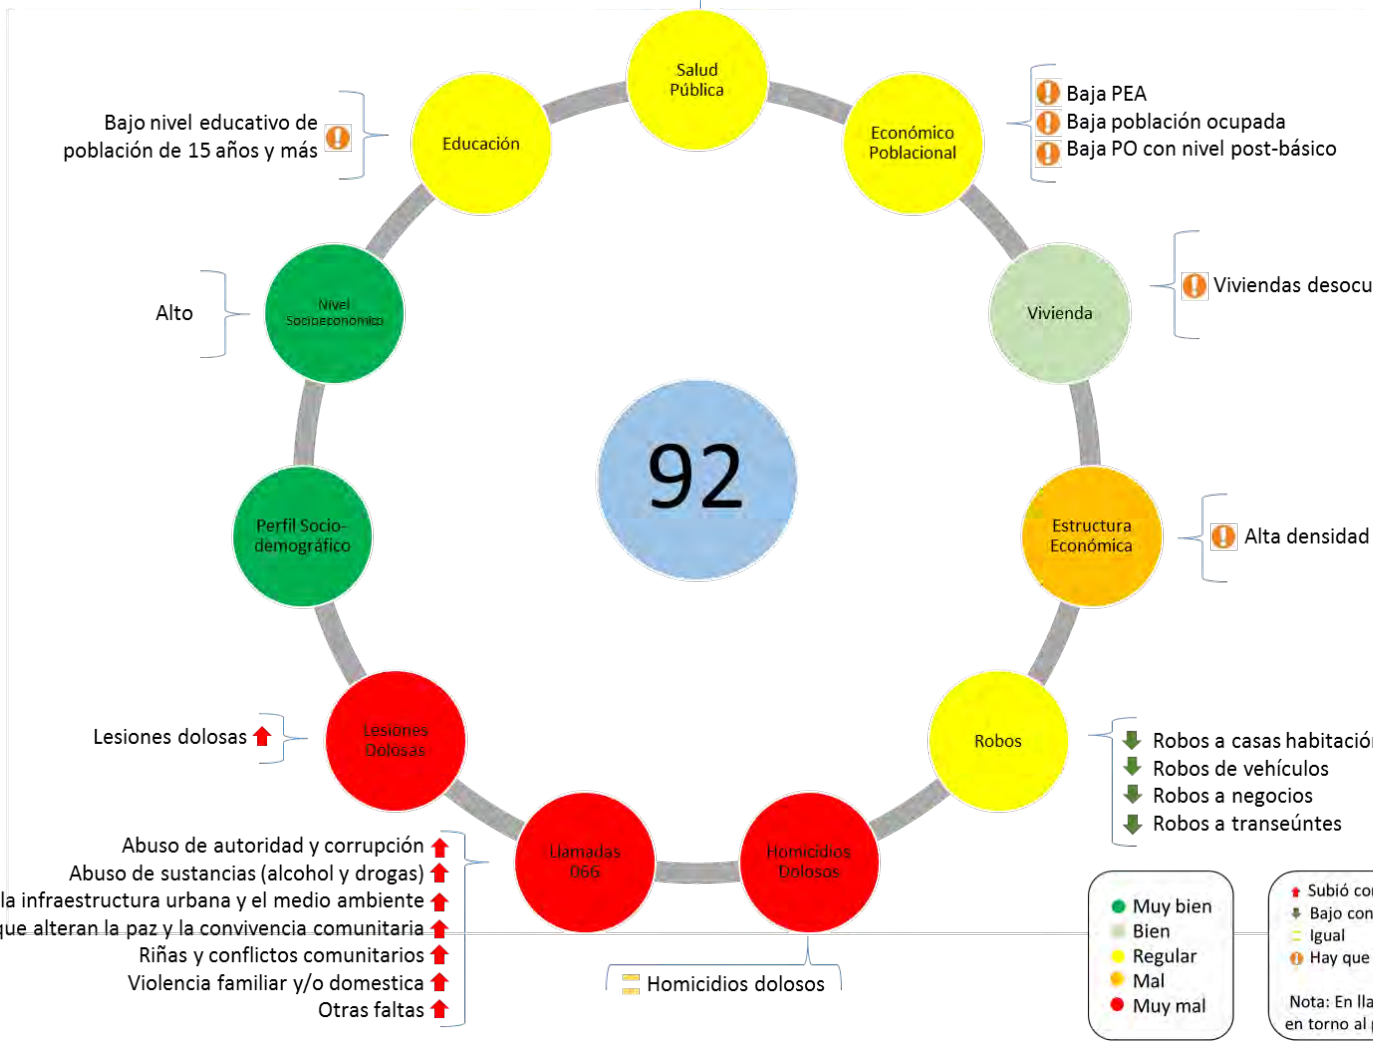 Salud
Pública
Educación
Económico
Poblacional
Bajo nivel educativo de
población de 15 años y más
Baja PEA
Baja población ocupada
Baja PO con nivel post-básico
Nivel
Socioeconómico
Alto
Vivienda
Viviendas desocu
92
Perfil Socio-
demográfico
Estructura
Económica
Alta densidad
Lesiones
Dolosas
Lesiones dolosas
Robos
Robos a casas habitación
Robos de vehículos
Robos a negocios
Robos a transeúntes
Llamadas
066
Homicidios
Dolosos
Abuso de autoridad y corrupción
Abuso de sustancias (alcohol y drogas)
la infraestructura urbana y el medio ambiente
que alteran la paz y la convivencia comunitaria
Riñas y conflictos comunitarios
Violencia familiar y/o domestica
Otras faltas
Homicidios dolosos
Muy bien
Bien
Regular
Mal
Muy mal
Subió con
Bajo con
Igual
Hay que
Nota: En lla
en torno al